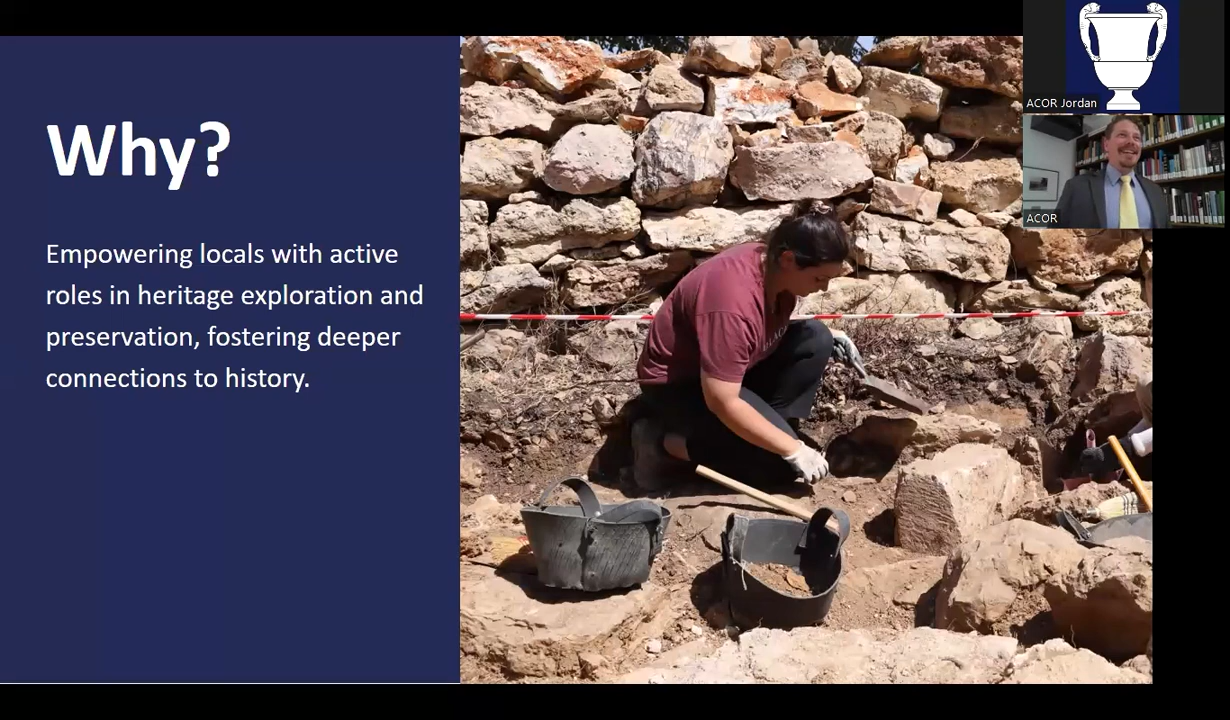 Why?
Empowering locals with active
roles in heritage exploration and
preservation, fostering deeper
connections to history.
ACOR Jordan
ACOR